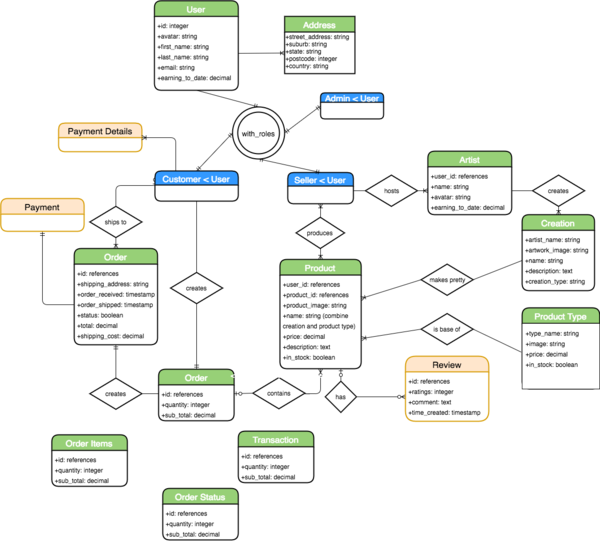 User
+id: integer
+avatar: string
+first_name: string
+last_name: string
+email: string
+earning_to_date: decimal
Address
+street_address: string
+suburb: string
+state: string
+postcode: integer
+country: string
Admin < User
with_roles
Payment Details
Customer < User
Seller < User
hosts
Artist
+user_id: references
+name: string
+avatar: string
+earning_to_date: decimal
creates
Payment
ships to
produces
Creation
+artist_name: string
+artwork_image: string
+name: string
+description: text
+creation_type: string
Order
+id: references
+shipping_address: string
+order_received: timestamp
+order_shipped: timestamp
+status: boolean
+total: decimal
+shipping_cost: decimal
creates
Product
+user_id: references
+product_id: references
+product_image: string
+name: string (combine
creation and product type)
+price: decimal
+description: text
+in_stock: boolean
makes pretty
is base of
Product Type
+type_name: string
+image: string
+price: decimal
+in_stock: boolean
creates
Order
+id: references
+quantity: integer
+sub_total: decimal
contains
has
Review
+id: references
+ratings: integer
+comment: text
+time_created: timestamp
Order Items
+id: references
+quantity: integer
+sub_total: decimal
Transaction
+id: references
+quantity: integer
+sub_total: decimal
Order Status
+id: references
+quantity: integer
+sub_total: decimal